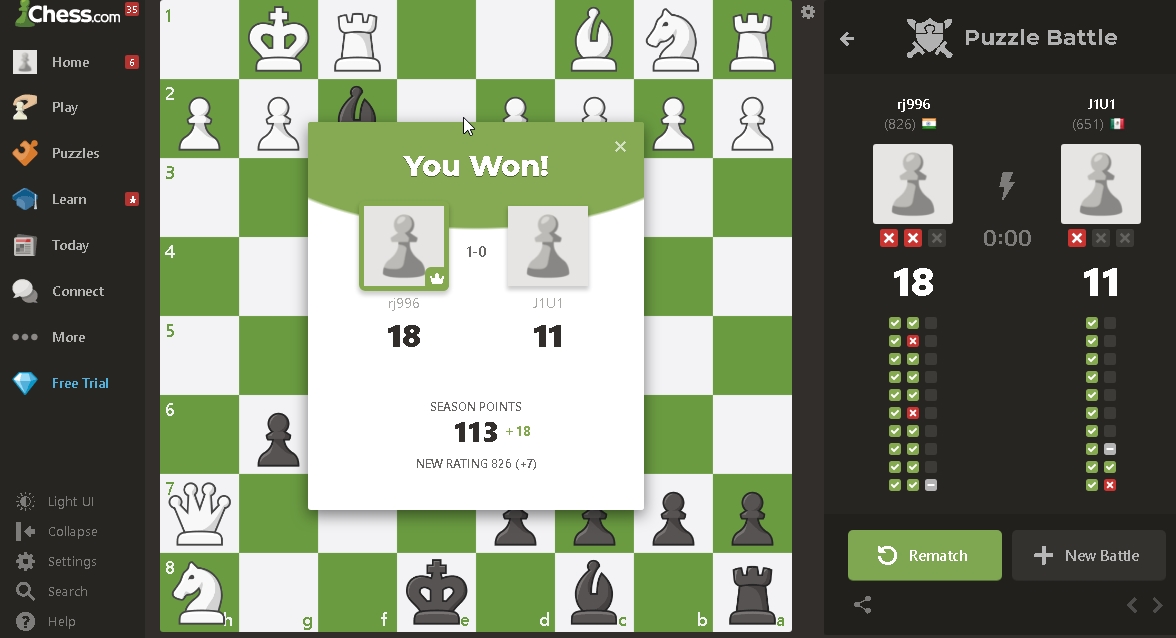 Chess.com 35
Home 6
Play
Puzzles
Learn
Today
Connect
More
Free Trial
Light UI
Collapse
Settings
Search
Help
1
2
3
4
5
6
7
8
h g f e d c b a
You Won!
1-0
rj996 J1U1
18 11
SEASON POINTS
113 +18
NEW RATING 826 (+7)
Puzzle Battle
rj996 J1U1
(826) (651)
0:00
18 11
Rematch New Battle